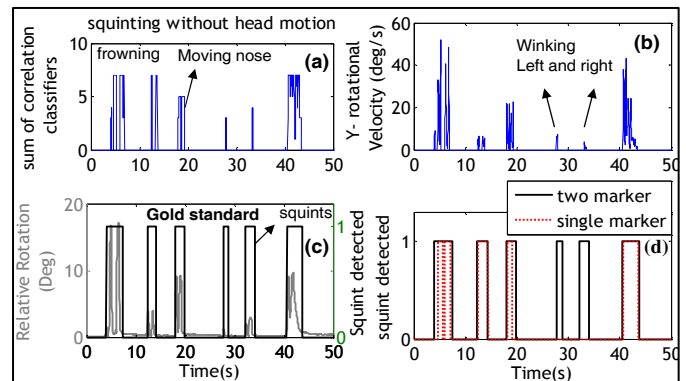 squinting without head motion
sum of correlation
classifiers
10
5
0
frowning
Moving nose
(a)
0 10 20 30 40 50
Y- rotational
Velocity (deg/s)
60
40
20
0
Winking
Left and right
(b)
0 10 20 30 40 50
Relative Rotation
(Deg)
20
10
0
Gold standard
squints
(c)
1
0
Squint detected
0 10 20 30 40 50
Time(s)
squint detected
1
0
two marker
single marker
(d)
0 10 20 30 40 50
Time(s)